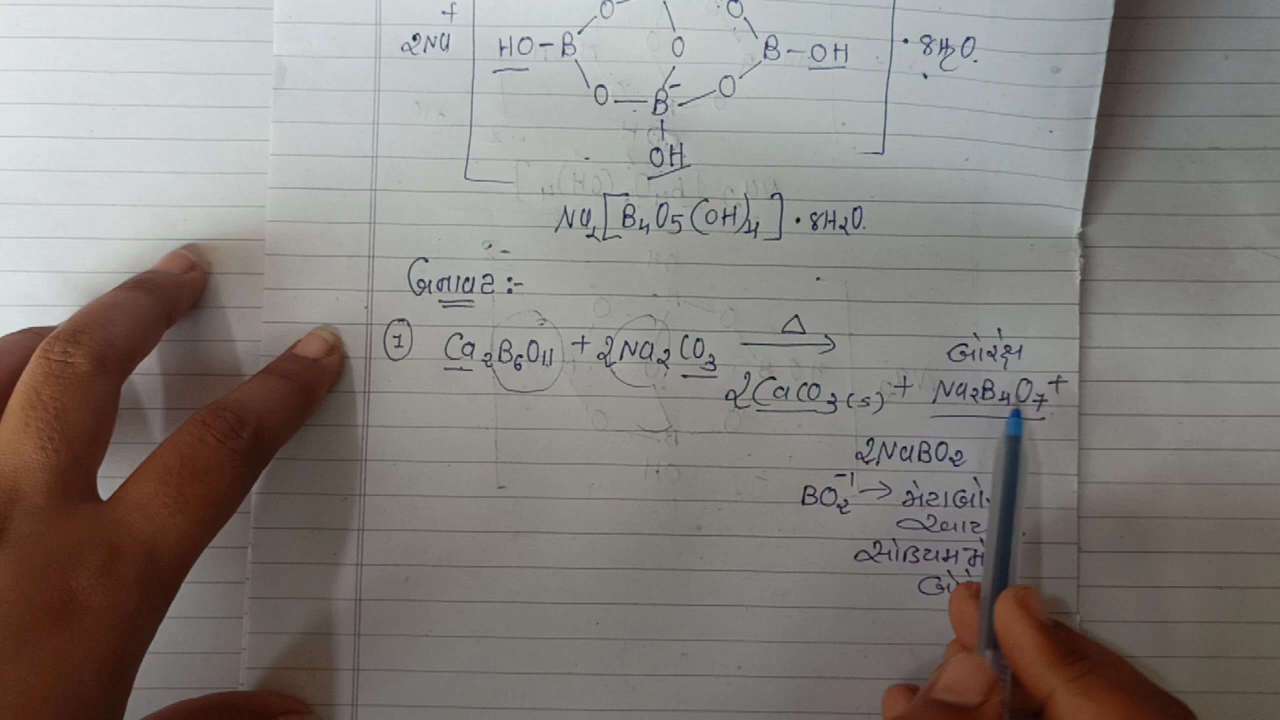 O O
2Na⁺ HO-B O B-OH • 8H₂O.
O — B⁻ — O
OH
Na₂[B₄O₅(OH)₄] • 8H₂O.
બનાવટ :-
① Ca₂B₆O₁₁ + 2Na₂CO₃ —Δ→
બોરેક્ષ
2CaCO₃(s) + Na₂B₄O₇ +
2NaBO₂
BO₂⁻¹ → મેટાબો
સોડિયમ મે